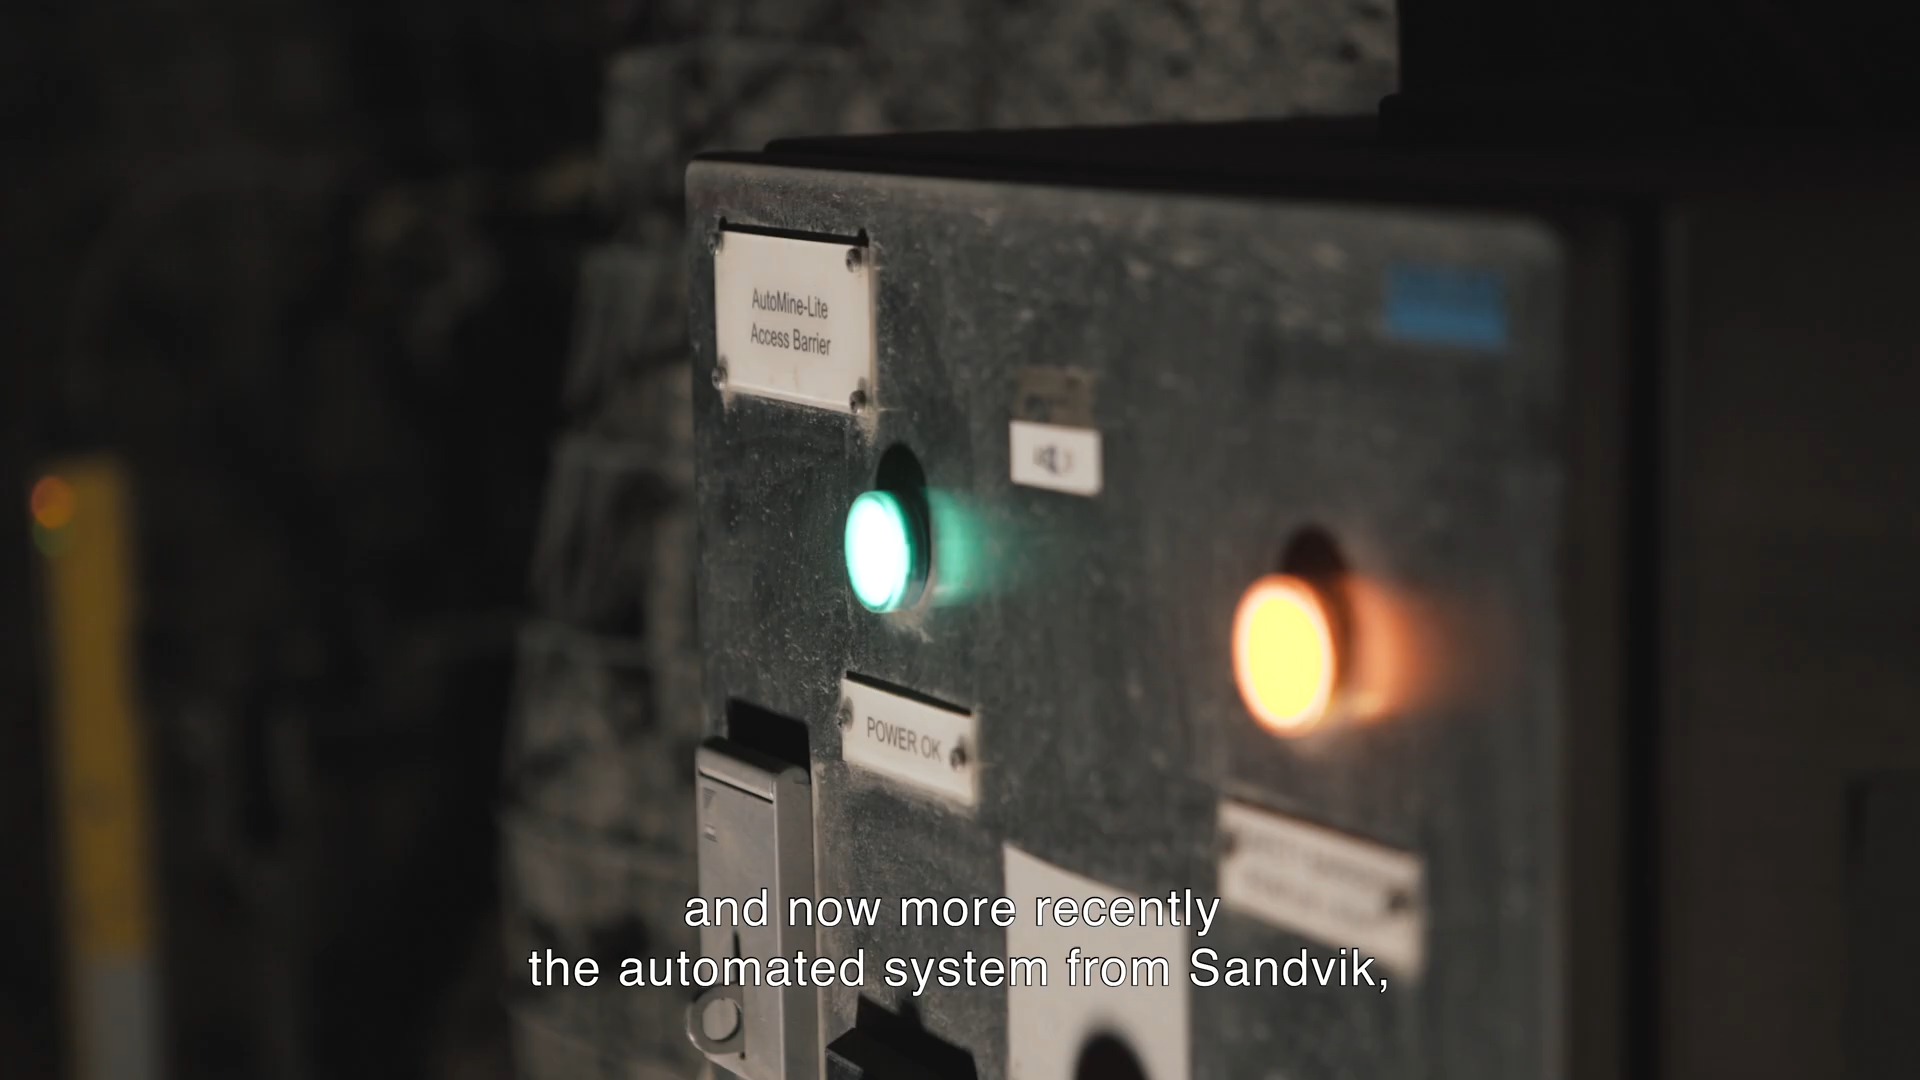 AutoMine-Lite
Access Barrier
POWER OK
and now more recently
the automated system from Sandvik,